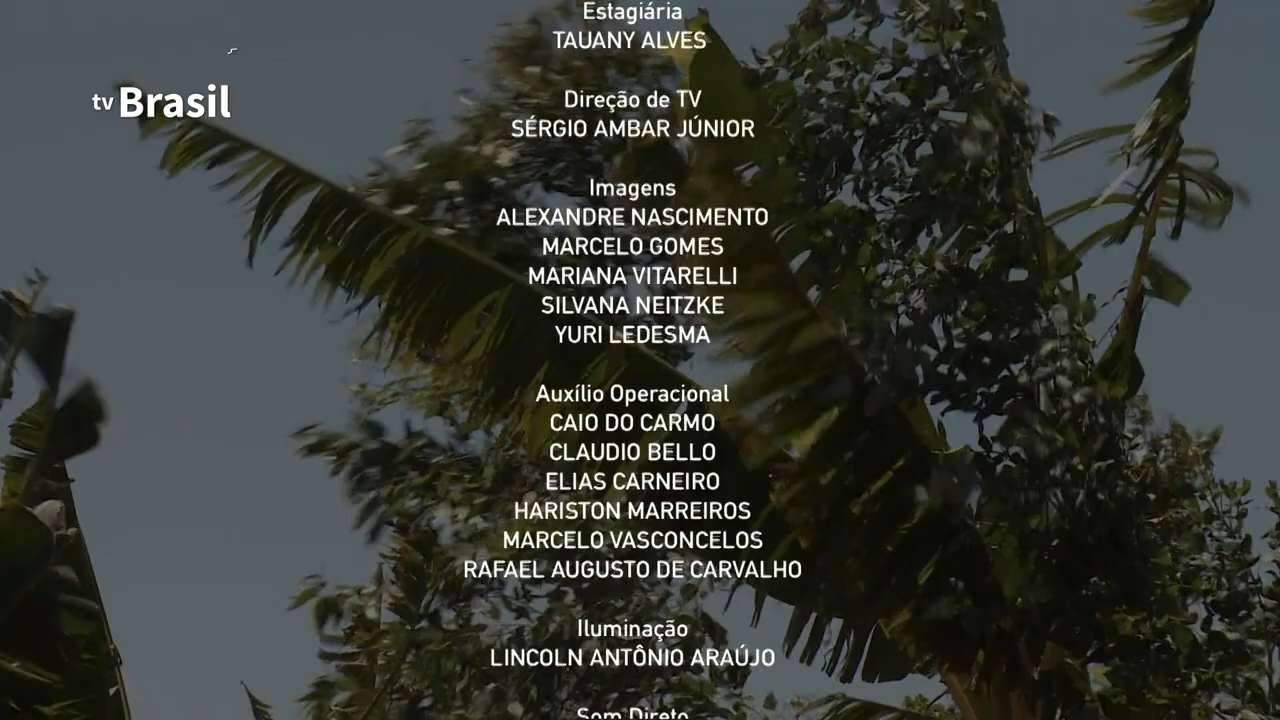 Estagiária
TAUANY ALVES
tv Brasil
Direção de TV
SÉRGIO AMBAR JÚNIOR
Imagens
ALEXANDRE NASCIMENTO
MARCELO GOMES
MARIANA VITARELLI
SILVANA NEITZKE
YURI LEDESMA
Auxílio Operacional
CAIO DO CARMO
CLAUDIO BELLO
ELIAS CARNEIRO
HARISTON MARREIROS
MARCELO VASCONCELOS
RAFAEL AUGUSTO DE CARVALHO
Iluminação
LINCOLN ANTÔNIO ARAÚJO
Som Direto